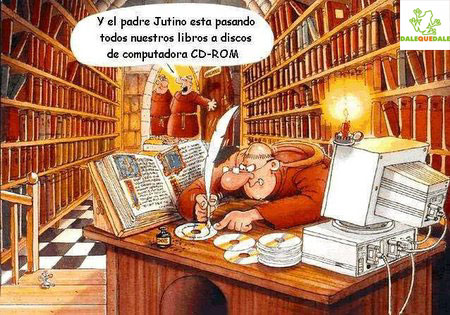 Y el padre Jutino esta pasando
todos nuestros libros a discos
de computadora CD-ROM
DALEQUEDALE